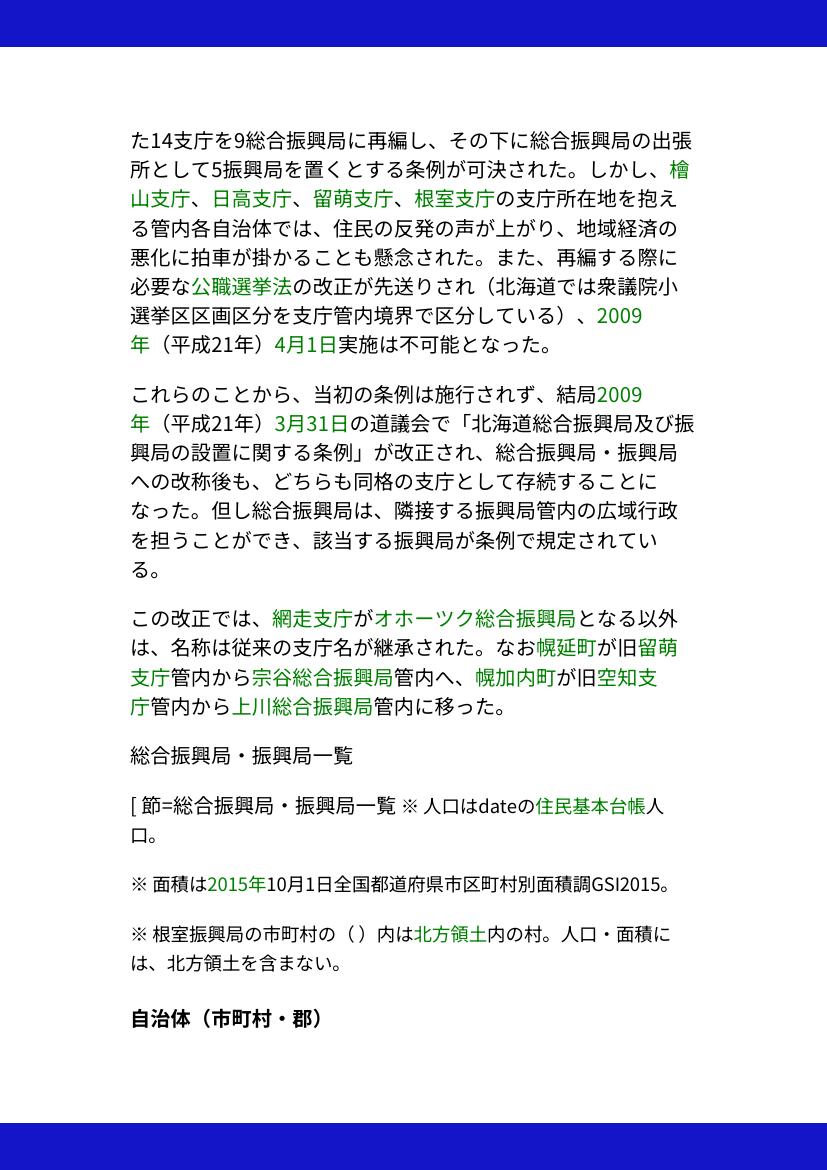 た14支庁を9総合振興局に再編し、その下に総合振興局の出張
所として5振興局を置くとする条例が可決された。しかし、檜
山支庁、日高支庁、留萌支庁、根室支庁の支庁所在地を抱え
る管内各自治体では、住民の反発の声が上がり、地域経済の
悪化に拍車が掛かることも懸念された。また、再編する際に
必要な公職選挙法の改正が先送りされ（北海道では衆議院小
選挙区区画区分を支庁管内境界で区分している）、2009
年（平成21年）4月1日実施は不可能となった。
これらのことから、当初の条例は施行されず、結局2009
年（平成21年）3月31日の道議会で「北海道総合振興局及び振
興局の設置に関する条例」が改正され、総合振興局・振興局
への改称後も、どちらも同格の支庁として存続することに
なった。但し総合振興局は、隣接する振興局管内の広域行政
を担うことができ、該当する振興局が条例で規定されてい
る。
この改正では、網走支庁がオホーツク総合振興局となる以外
は、名称は従来の支庁名が継承された。なお幌延町が旧留萌
支庁管内から宗谷総合振興局管内へ、幌加内町が旧空知支
庁管内から上川総合振興局管内に移った。
総合振興局・振興局一覧
[ 節=総合振興局・振興局一覧 ※ 人口はdateの住民基本台帳人
口。
※ 面積は2015年10月1日全国都道府県市区町村別面積調GSI2015。
※ 根室振興局の市町村の（ ）内は北方領土内の村。人口・面積に
は、北方領土を含まない。
自治体（市町村・郡）